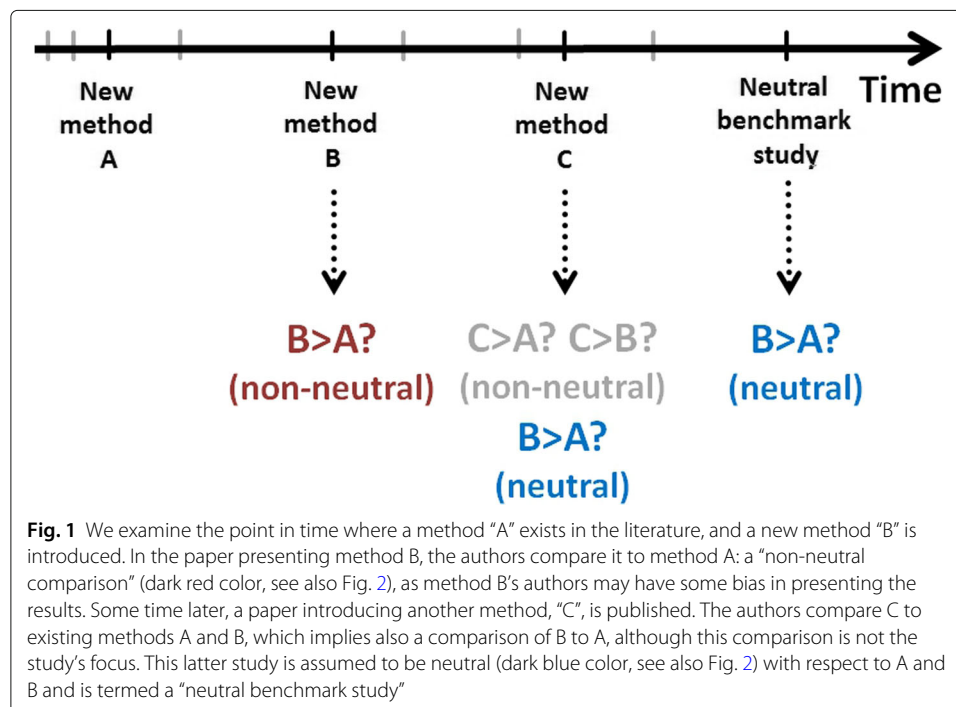 New method A
New method B
New method C
Neutral benchmark study
Time
B>A?
(non-neutral)
C>A? C>B?
(non-neutral)
B>A?
(neutral)
B>A?
(neutral)
Fig. 1 We examine the point in time where a method “A” exists in the literature, and a new method “B” is
introduced. In the paper presenting method B, the authors compare it to method A: a “non-neutral
comparison” (dark red color, see also Fig. 2), as method B’s authors may have some bias in presenting the
results. Some time later, a paper introducing another method, “C”, is published. The authors compare C to
existing methods A and B, which implies also a comparison of B to A, although this comparison is not the
study’s focus. This latter study is assumed to be neutral (dark blue color, see also Fig. 2) with respect to A and
B and is termed a “neutral benchmark study”